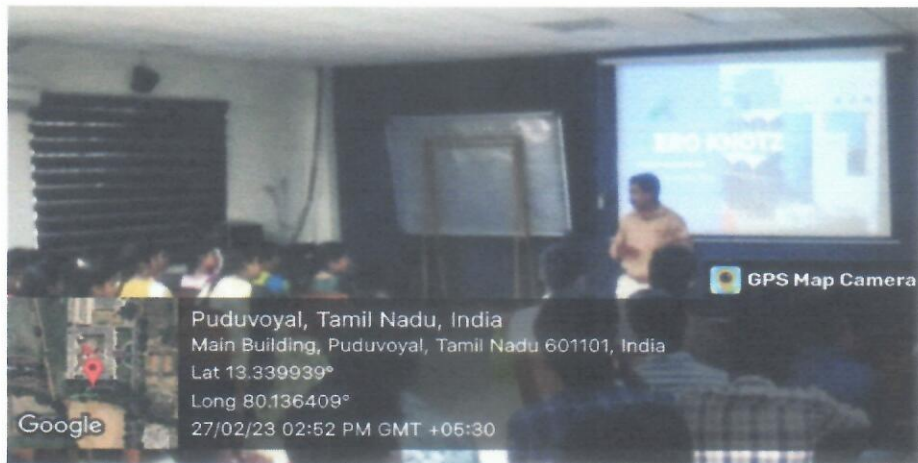 ERO KNOTZ
GPS Map Camera
Puduvoyal, Tamil Nadu, India
Main Building, Puduvoyal, Tamil Nadu 601101, India
Lat 13.339939°
Long 80.136409°
27/02/23 02:52 PM GMT +05:30
Google